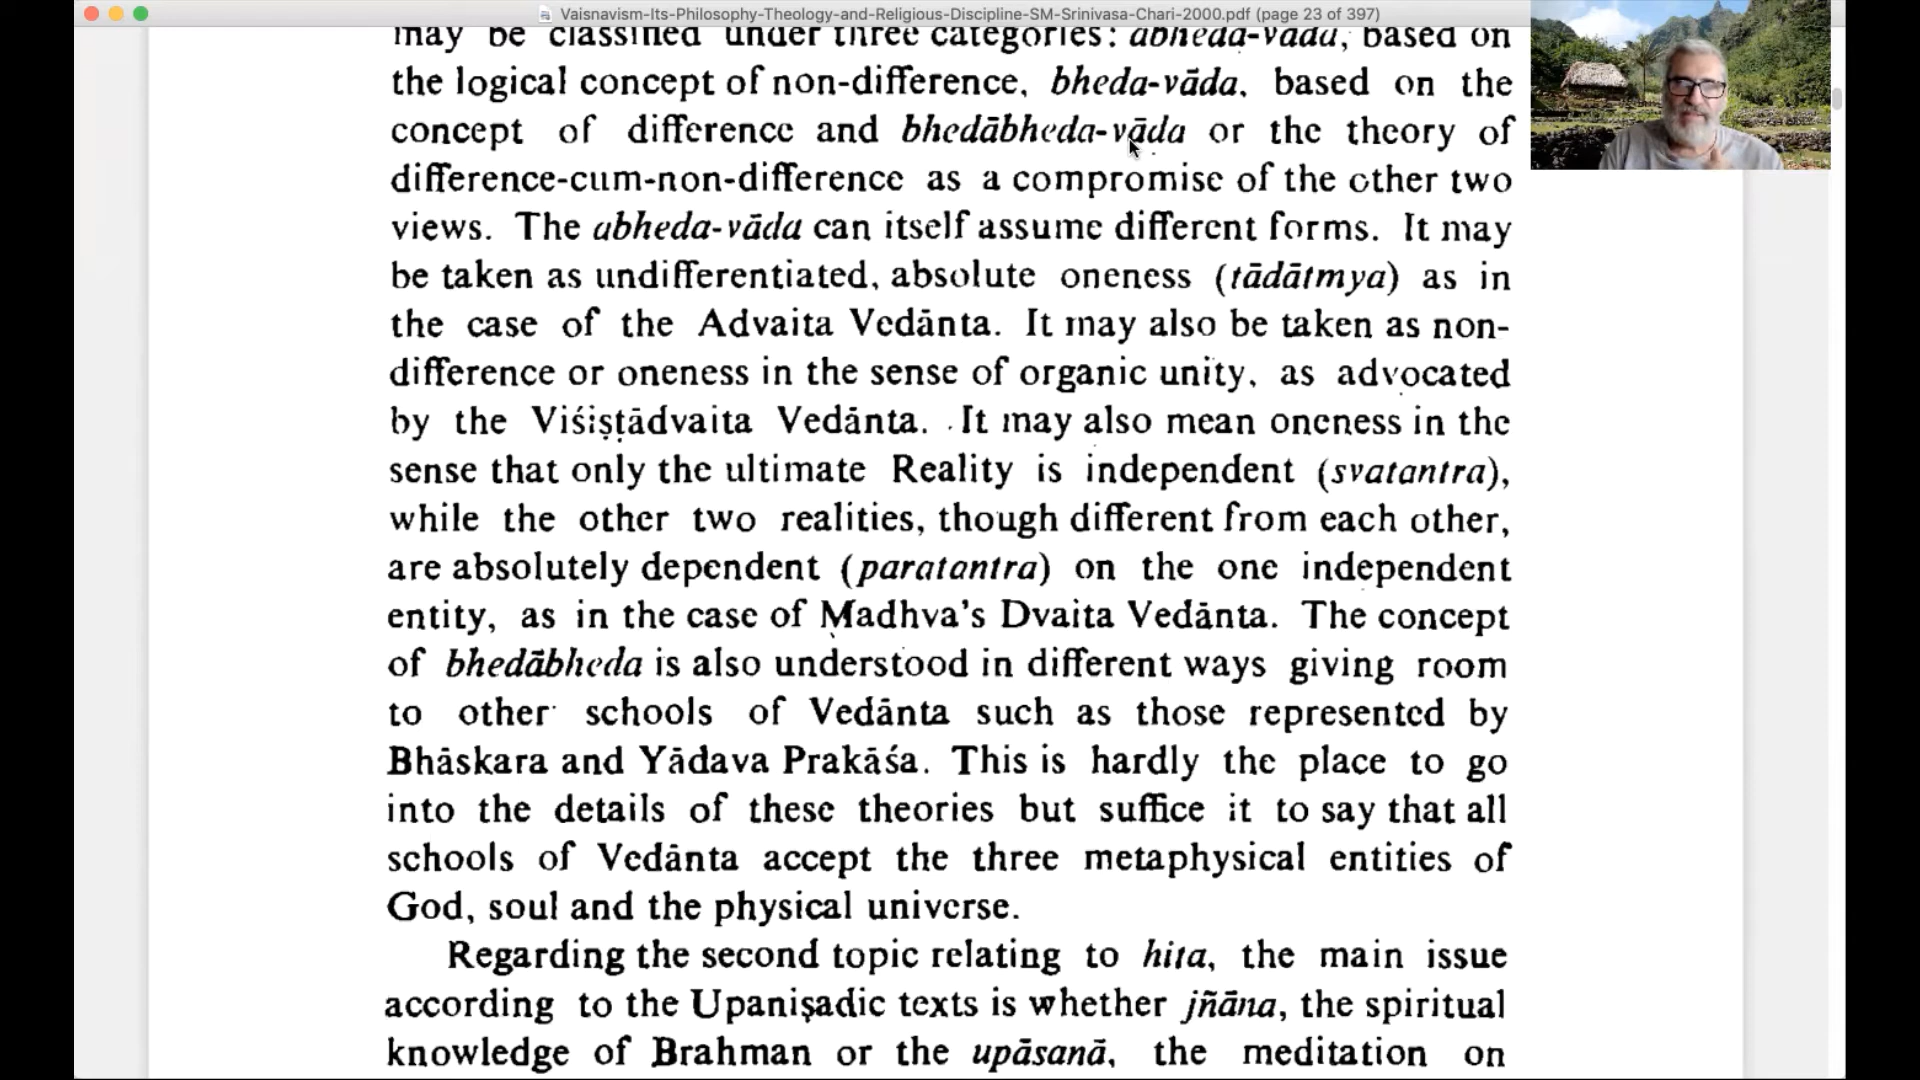 Vaisnavism-Its-Philosophy-Theology-and-Religious-Discipline-SM-Srinivasa-Chari-2000.pdf (page 23 of 397)
may be classified under three categories: abheda-vāda, based on
the logical concept of non-difference, bheda-vāda, based on the
concept of difference and bhedābheda-vāda or the theory of
difference-cum-non-difference as a compromise of the other two
views. The abheda-vāda can itself assume different forms. It may
be taken as undifferentiated, absolute oneness (tādātmya) as in
the case of the Advaita Vedānta. It may also be taken as non-
difference or oneness in the sense of organic unity, as advocated
by the Viśiṣṭādvaita Vedānta. It may also mean oneness in the
sense that only the ultimate Reality is independent (svatantra),
while the other two realities, though different from each other,
are absolutely dependent (paratantra) on the one independent
entity, as in the case of Madhva's Dvaita Vedānta. The concept
of bhedābheda is also understood in different ways giving room
to other schools of Vedānta such as those represented by
Bhāskara and Yādava Prakāśa. This is hardly the place to go
into the details of these theories but suffice it to say that all
schools of Vedānta accept the three metaphysical entities of
God, soul and the physical universe.
Regarding the second topic relating to hita, the main issue
according to the Upaniṣadic texts is whether jñāna, the spiritual
knowledge of Brahman or the upāsanā, the meditation on